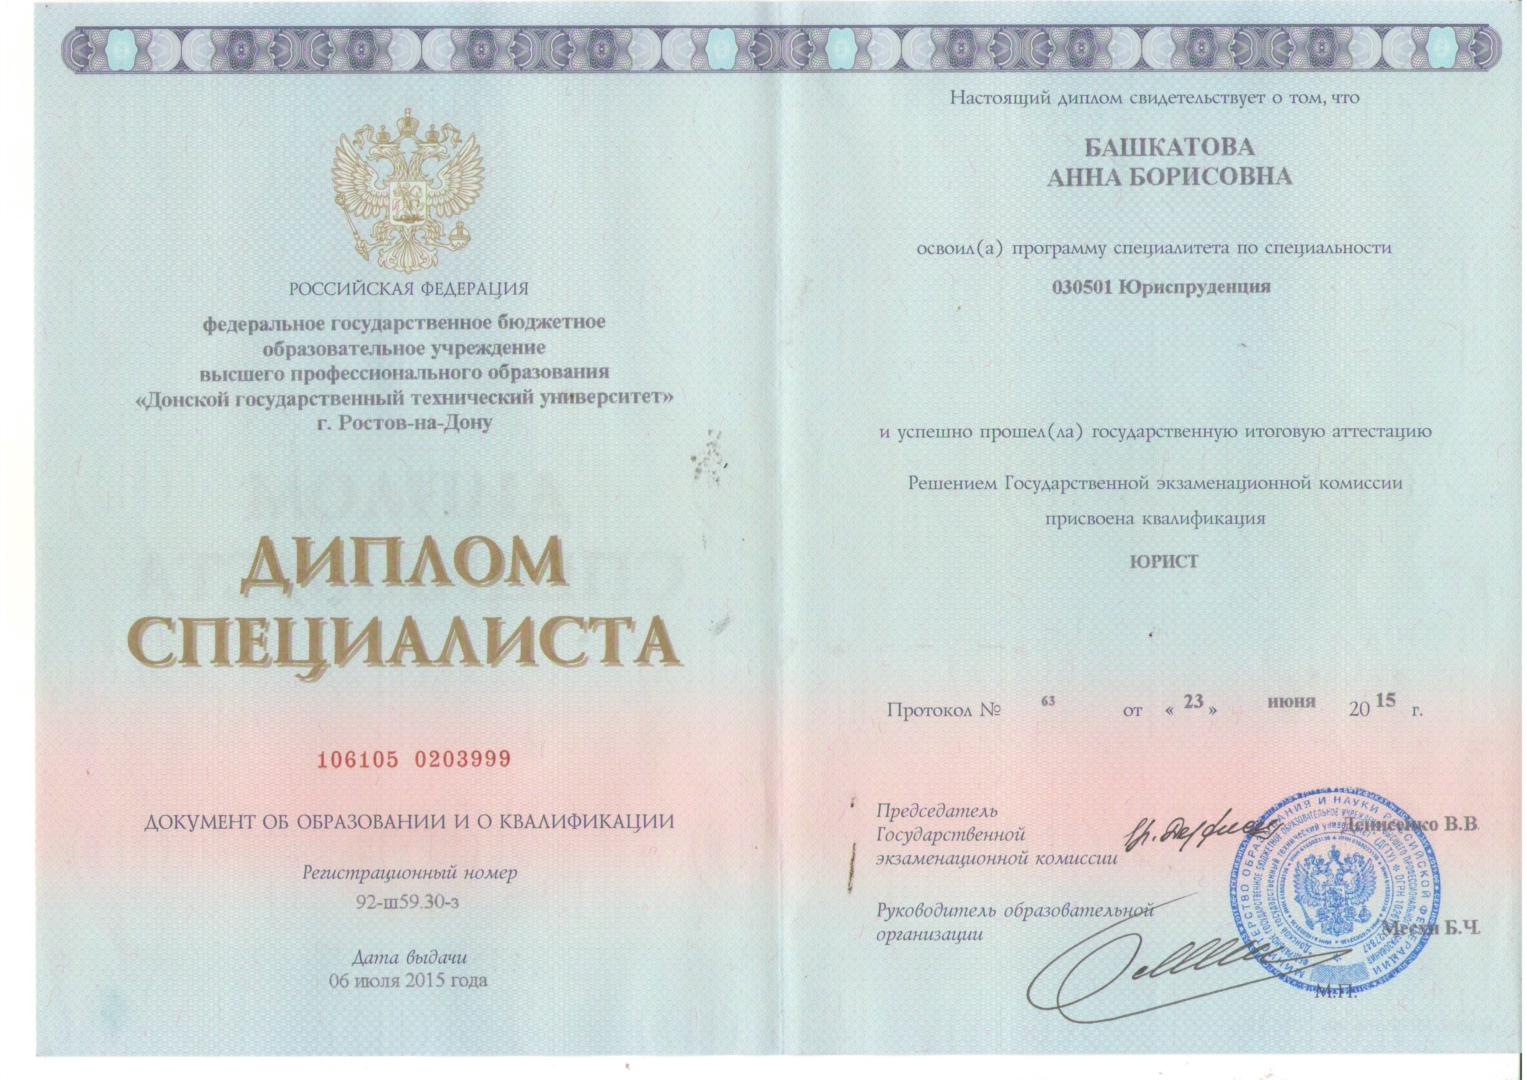 РОССИЙСКАЯ ФЕДЕРАЦИЯ
федеральное государственное бюджетное
образовательное учреждение
высшего профессионального образования
«Донской государственный технический университет»
г. Ростов-на-Дону
ДИПЛОМ
СПЕЦИАЛИСТА
106105 0203999
ДОКУМЕНТ ОБ ОБРАЗОВАНИИ И О КВАЛИФИКАЦИИ
Регистрационный номер
92-ш59.30-з
Дата выдачи
06 июля 2015 года
Настоящий диплом свидетельствует о том, что
БАШКАТОВА
АННА БОРИСОВНА
освоил(а) программу специалитета по специальности
030501 Юриспруденция
и успешно прошел(ла) государственную итоговую аттестацию
Решением Государственной экзаменационной комиссии
присвоена квалификация
ЮРИСТ
Протокол № 63 от « 23 » июня 20 15 г.
Председатель
Государственной
экзаменационной комиссии
Денисенко В.В.
Руководитель образовательной
организации
Месхи Б.Ч.
М.П.